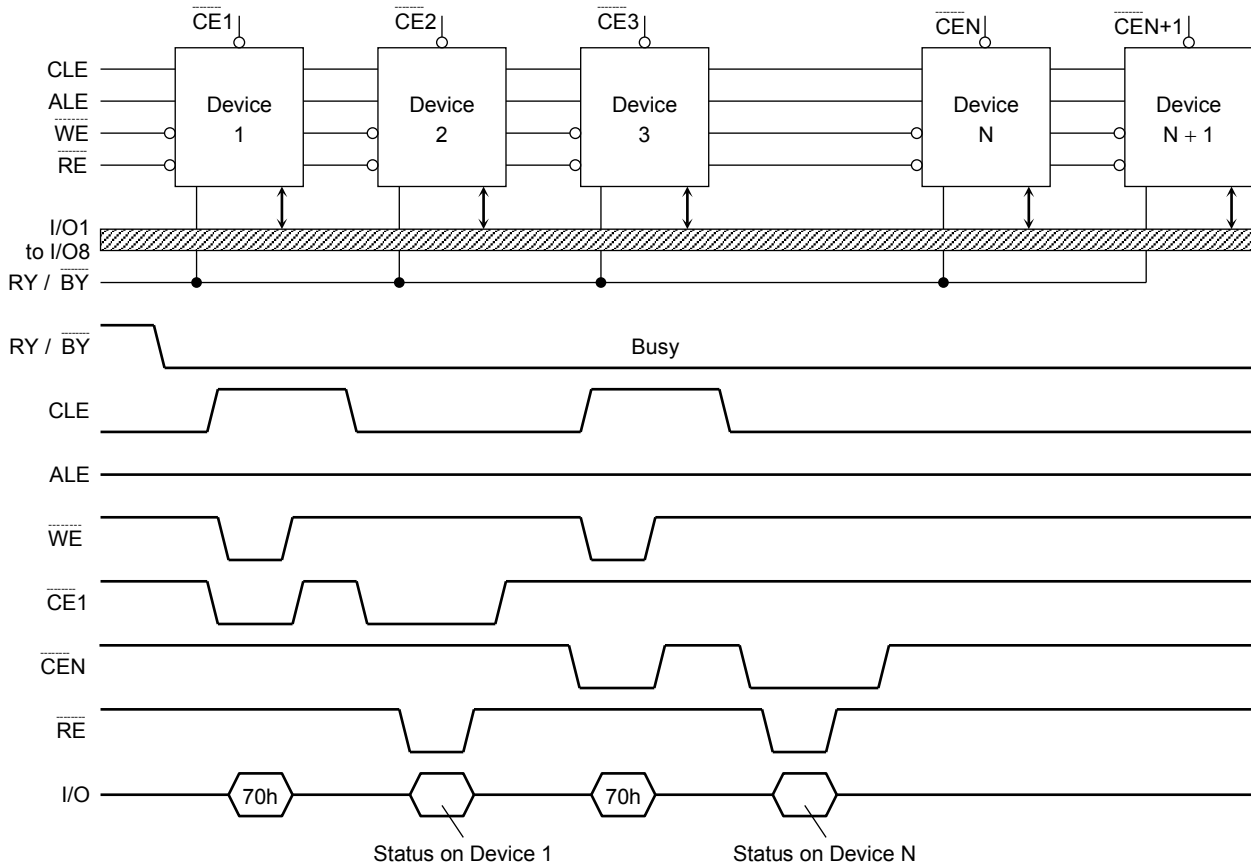 CE1 CE2 CE3 CEN CEN+1
CLE
ALE
WE
RE
Device
1
Device
2
Device
3
Device
N
Device
N + 1
I/O1
to I/O8
RY / BY
RY / BY
Busy
CLE
ALE
WE
CE1
CEN
RE
I/O
70h
70h
Status on Device 1
Status on Device N